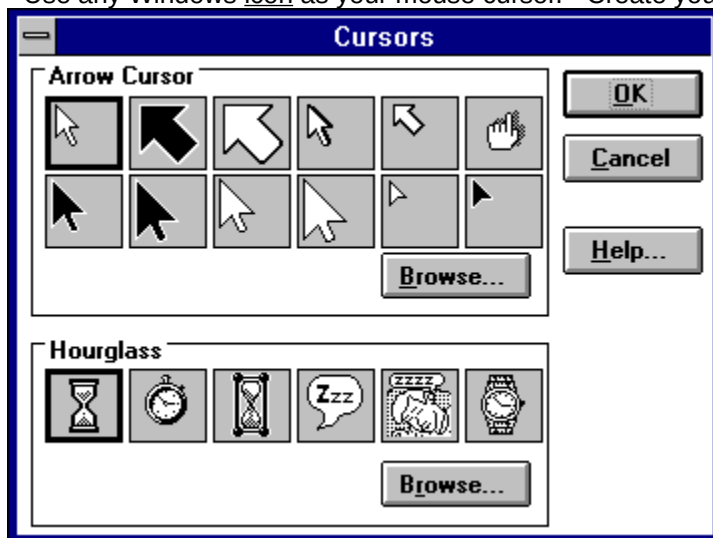 Use any Windows icon as your mouse cursor. Create you
Cursors
Arrow Cursor
OK
Cancel
Help...
Browse...
Hourglass
Zzz
ZZZZ
Browse...